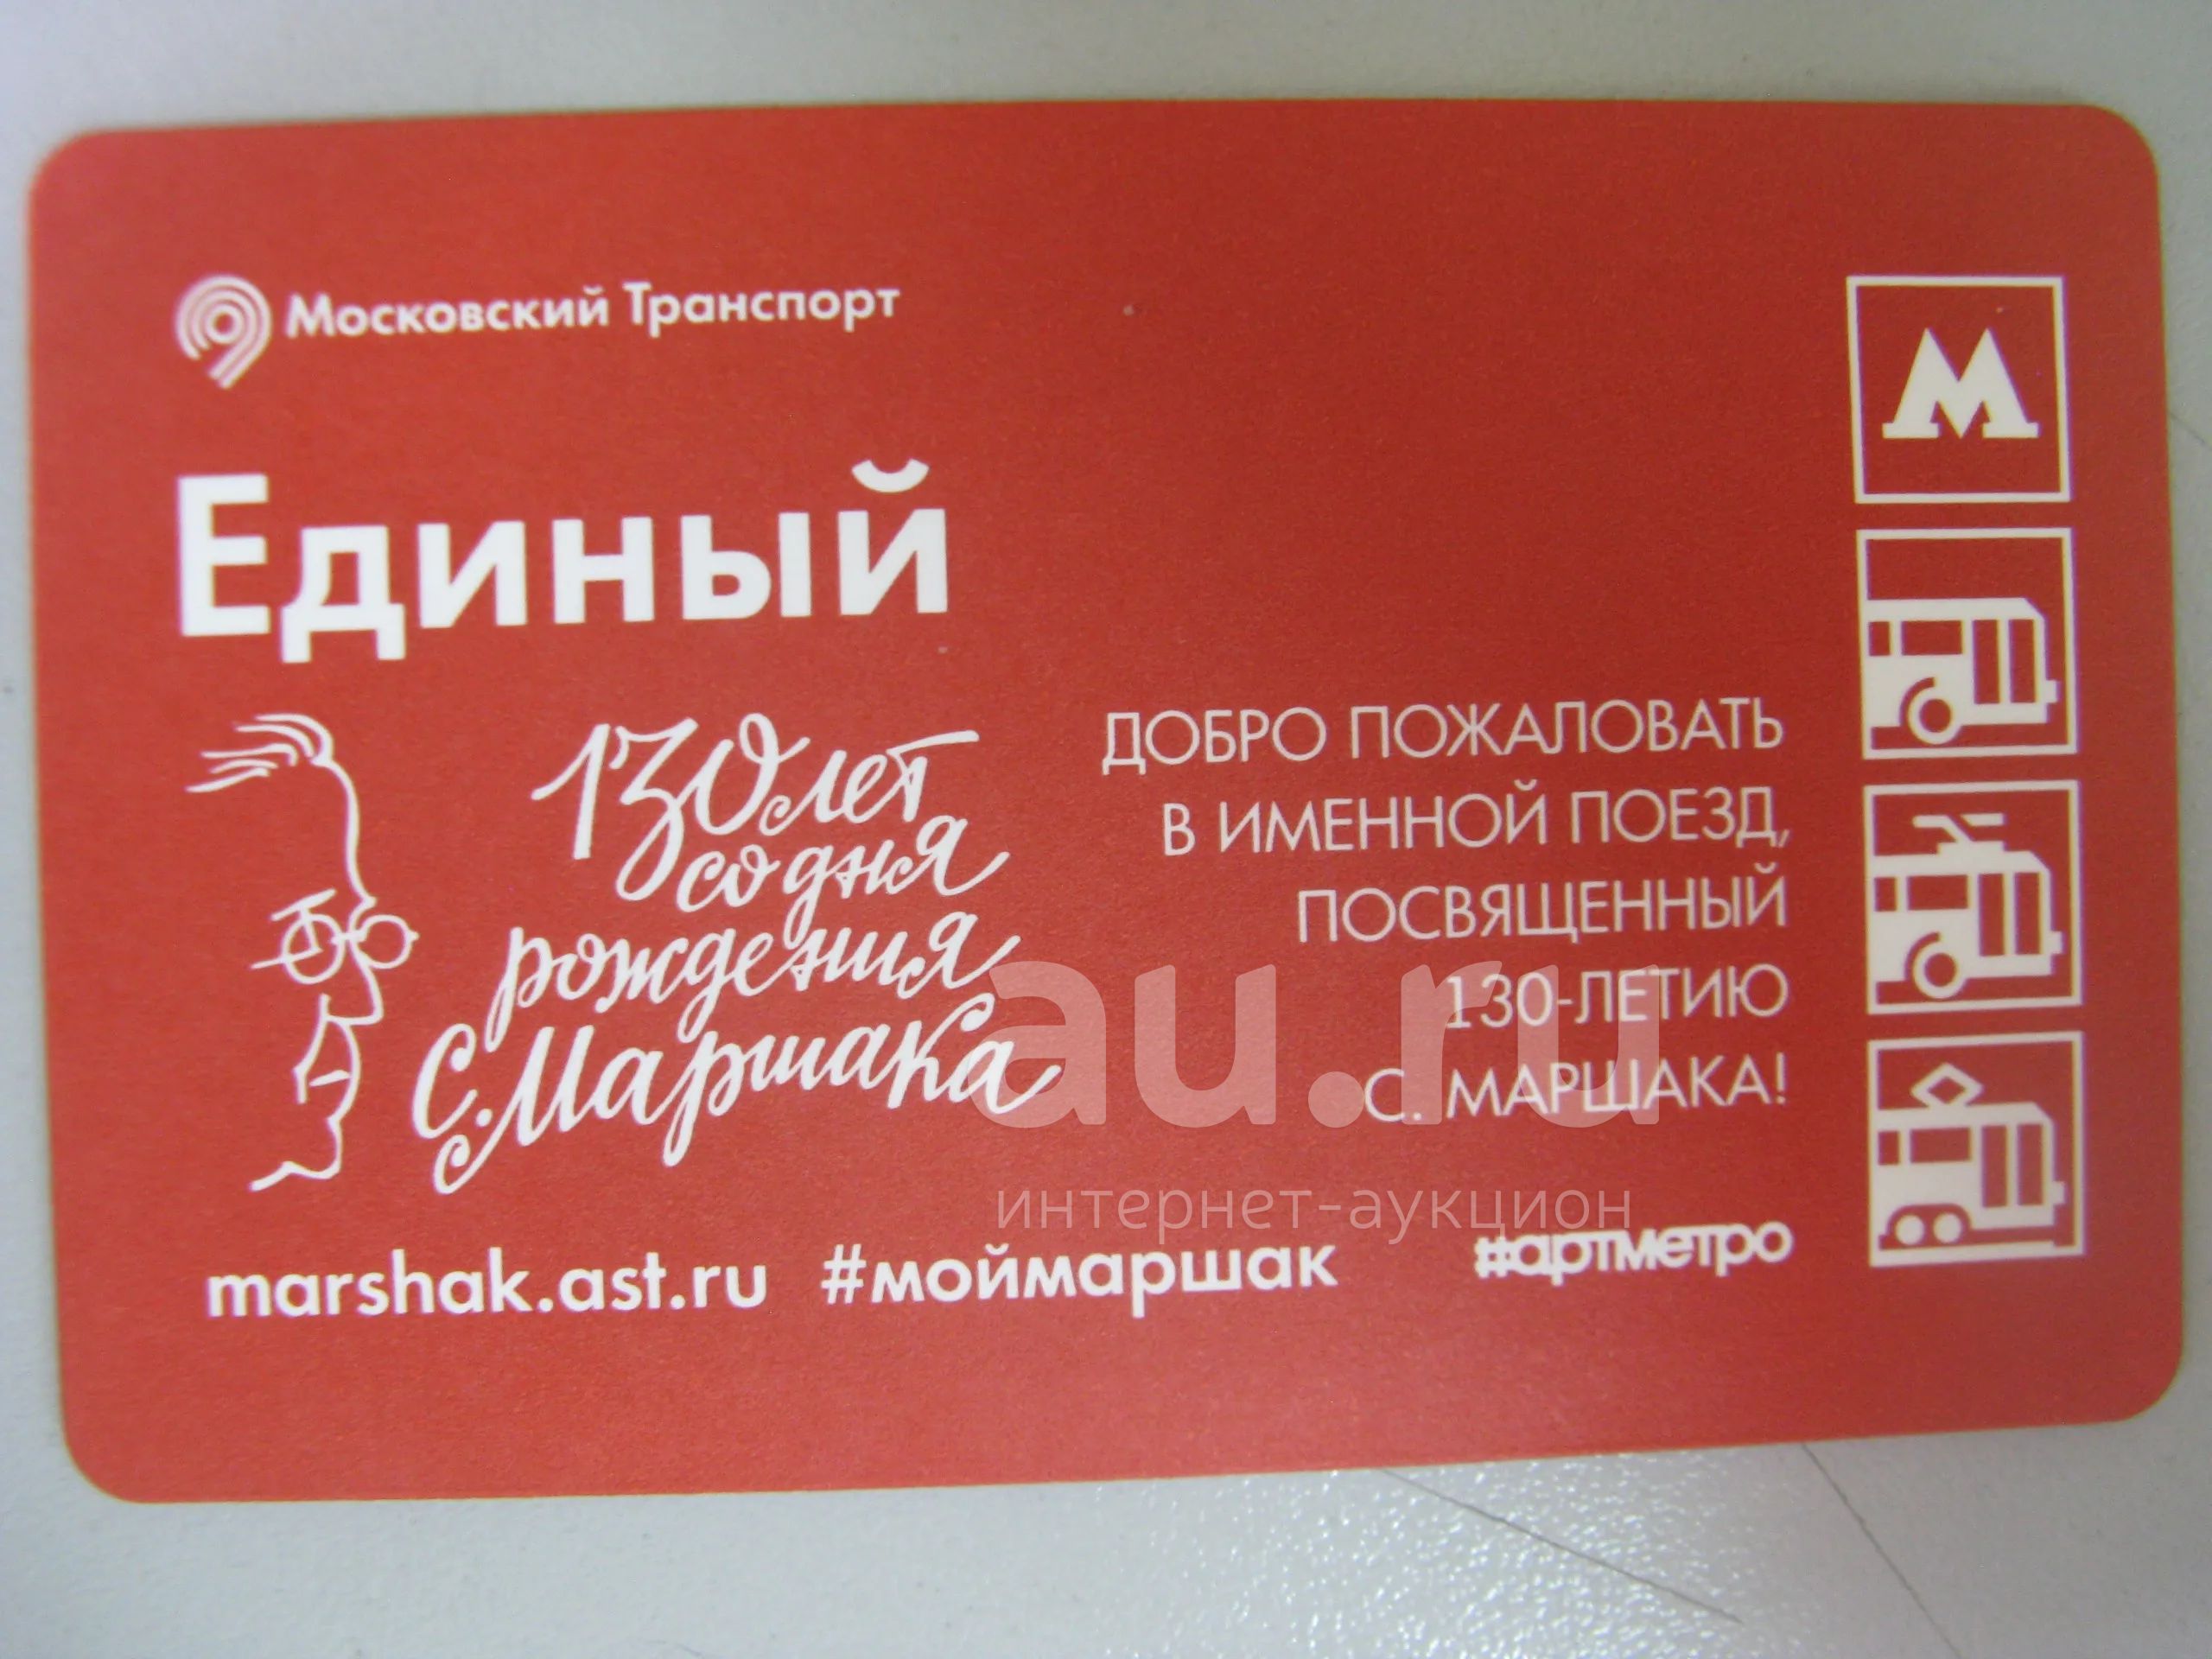 Московский Транспорт
Единый
М
130 лет
со дня
рождения
С. Маршака
ДОБРО ПОЖАЛОВАТЬ
В ИМЕННОЙ ПОЕЗД,
ПОСВЯЩЕННЫЙ
130-ЛЕТИЮ
С. МАРШАКА!
au.ru
интернет-аукцион
marshak.ast.ru #моймаршак #артметро